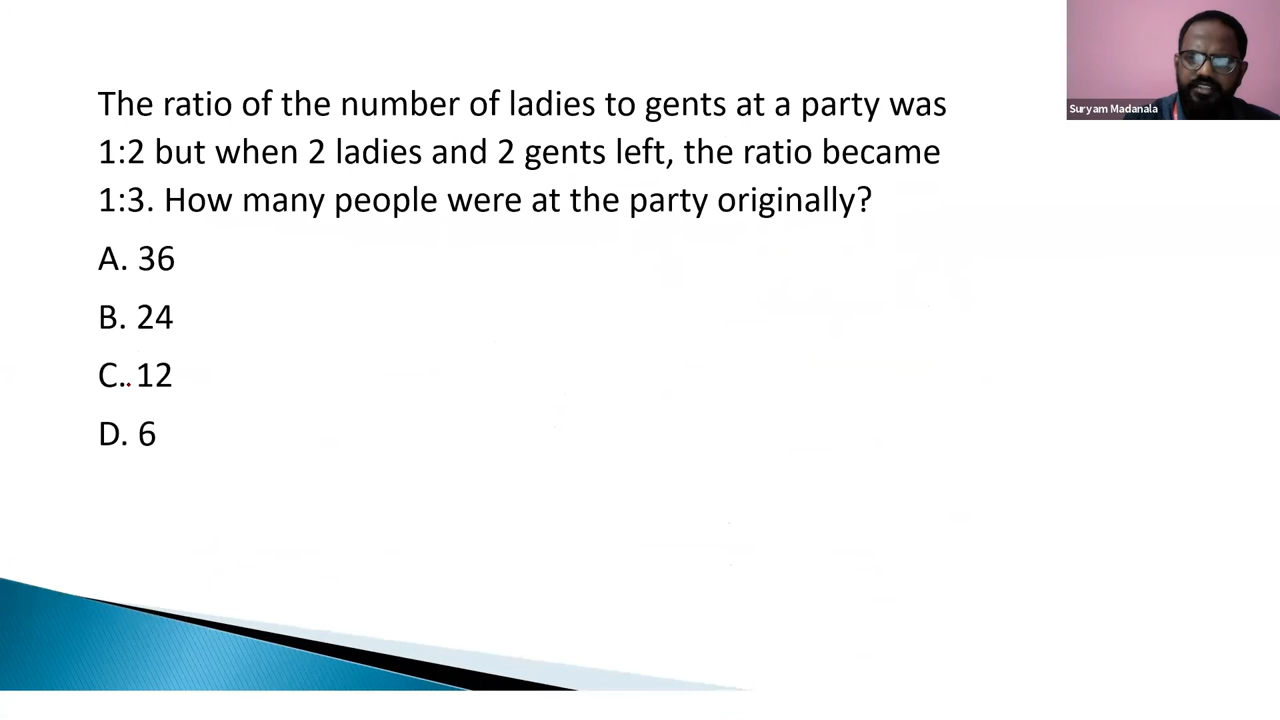 Suryam Madanala
The ratio of the number of ladies to gents at a party was
1:2 but when 2 ladies and 2 gents left, the ratio became
1:3. How many people were at the party originally?
A. 36
B. 24
C. 12
D. 6